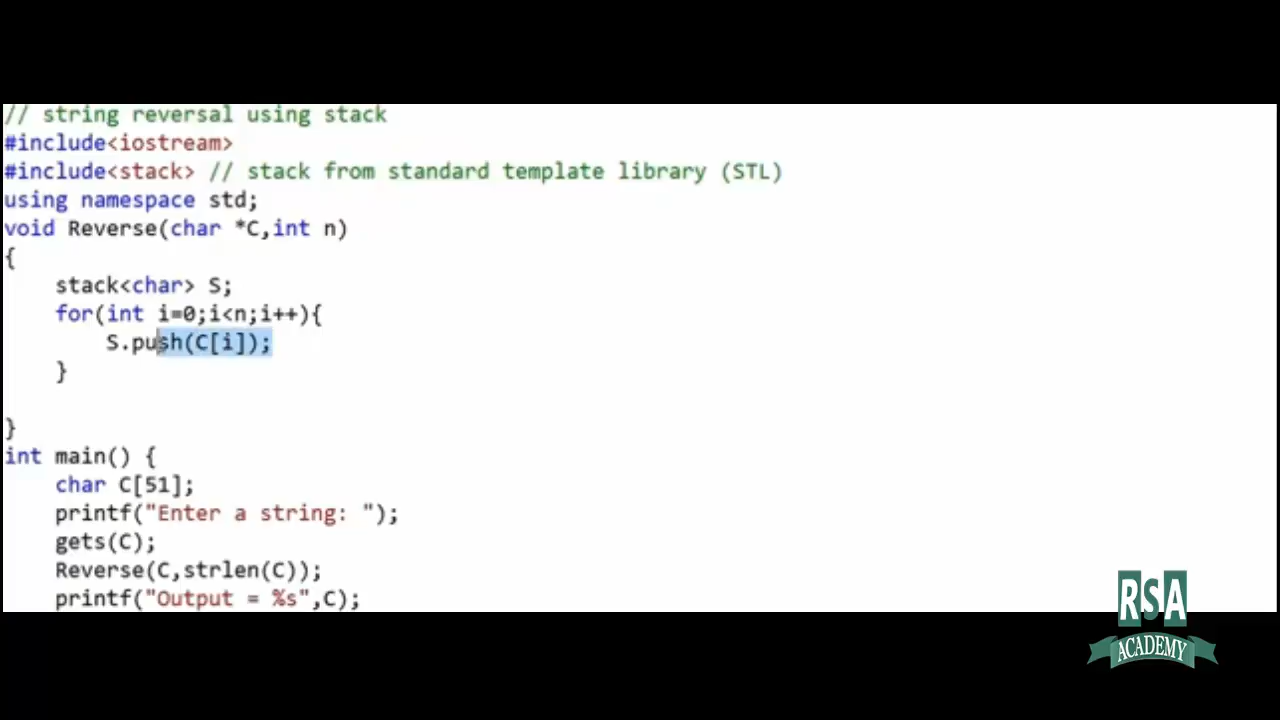 // string reversal using stack
#include<iostream>
#include<stack> // stack from standard template library (STL)
using namespace std;
void Reverse(char *C,int n)
{
    stack<char> S;
    for(int i=0;i<n;i++){
        S.push(C[i]);
    }
}
int main() {
    char C[51];
    printf("Enter a string: ");
    gets(C);
    Reverse(C,strlen(C));
    printf("Output = %s",C);
RSA
ACADEMY